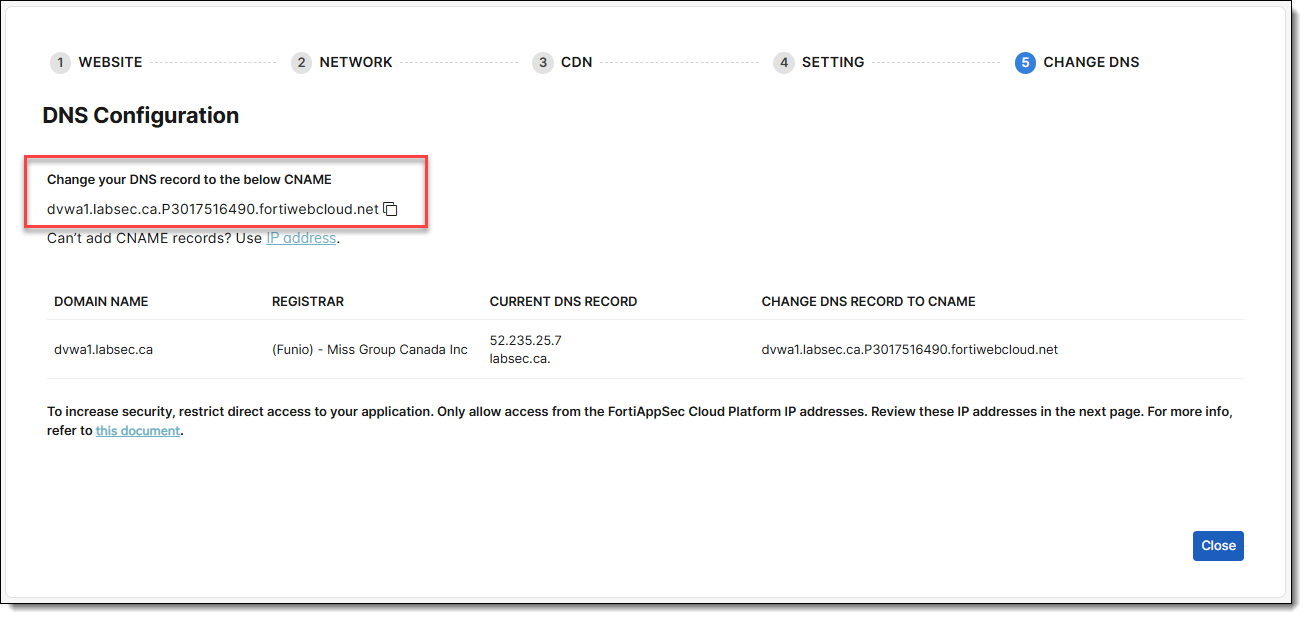 1 WEBSITE 2 NETWORK 3 CDN 4 SETTING 5 CHANGE DNS
DNS Configuration
Change your DNS record to the below CNAME
dvwa1.labsec.ca.P3017516490.fortiwebcloud.net
Can’t add CNAME records? Use IP address.
DOMAIN NAME REGISTRAR CURRENT DNS RECORD CHANGE DNS RECORD TO CNAME
dvwa1.labsec.ca (Funio) - Miss Group Canada Inc 52.235.25.7 dvwa1.labsec.ca.P3017516490.fortiwebcloud.net
labsec.ca.
To increase security, restrict direct access to your application. Only allow access from the FortiAppSec Cloud Platform IP addresses. Review these IP addresses in the next page. For more info,
refer to this document.
Close